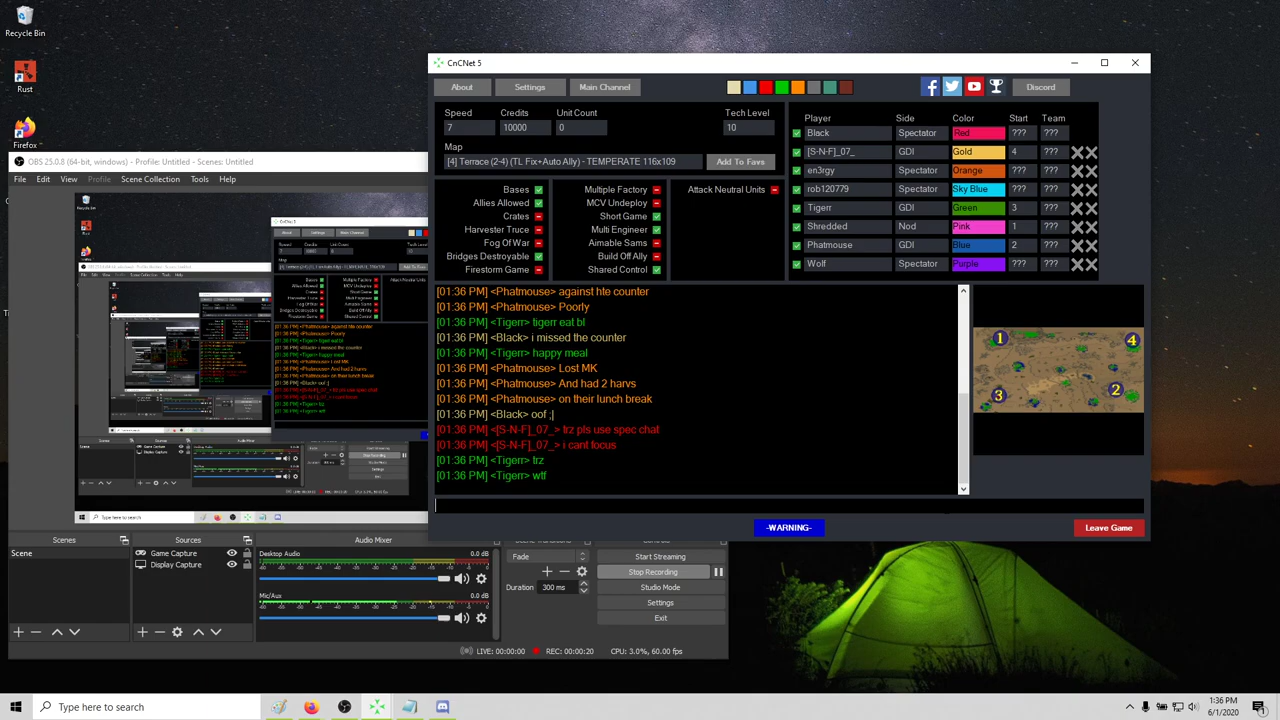 Recycle Bin
Rust
Firefox
OBS 25.0.8 (64-bit, windows) - Profile: Untitled - Scenes: Untitled
File Edit View Profile Scene Collection Tools Help
CnCNet 5
About Settings Main Channel Discord
Speed Credits Unit Count Tech Level
7 10000 0 10
Map
[4] Terrace (2-4) (TL Fix+Auto Ally) - TEMPERATE 116x109 Add To Favs
Bases Multiple Factory Attack Neutral Units
Allies Allowed MCV Undeploy
Crates Short Game
Harvester Truce Multi Engineer
Fog Of War Aimable Sams
Bridges Destroyable Build Off Ally
Firestorm Game Shared Control
Player Side Color Start Team
Black Spectator Red ??? ???
[S-N-F]_07_ GDI Gold 4 ???
en3rgy Spectator Orange ??? ???
rob120779 Spectator Sky Blue ??? ???
Tigerr GDI Green 3 ???
Shredded Nod Pink ??? ???
Phatmouse GDI Blue ??? ???
Wolf Spectator Purple ??? ???
[01:36 PM] <Phatmouse> against hte counter
[01:36 PM] <Phatmouse> Poorly
[01:36 PM] <Tigerr> tigerr eat bl
[01:36 PM] <Black> i missed the counter
[01:36 PM] <Tigerr> happy meal
[01:36 PM] <Phatmouse> Lost MK
[01:36 PM] <Phatmouse> And had 2 harvs
[01:36 PM] <Phatmouse> on their lunch break
[01:36 PM] <Black> oof ;|
[01:36 PM] <[S-N-F]_07_> trz pls use spec chat
[01:36 PM] <[S-N-F]_07_> i cant focus
[01:36 PM] <Tigerr> trz
[01:36 PM] <Tigerr> wtf
1
4
3
2
-WARNING- Leave Game
Scenes Sources Audio Mixer
Scene
Game Capture
Display Capture
Desktop Audio 0.0 dB
Mic/Aux 0.0 dB
-60 -55 -50 -45 -40 -35 -30 -25 -20 -15 -10 -5 0
Fade
Duration 300 ms
Start Streaming
Stop Recording
Studio Mode
Settings
Exit
LIVE: 00:00:00 REC: 00:00:20 CPU: 3.0%, 60.00 fps
Type here to search
1:36 PM
6/1/2020